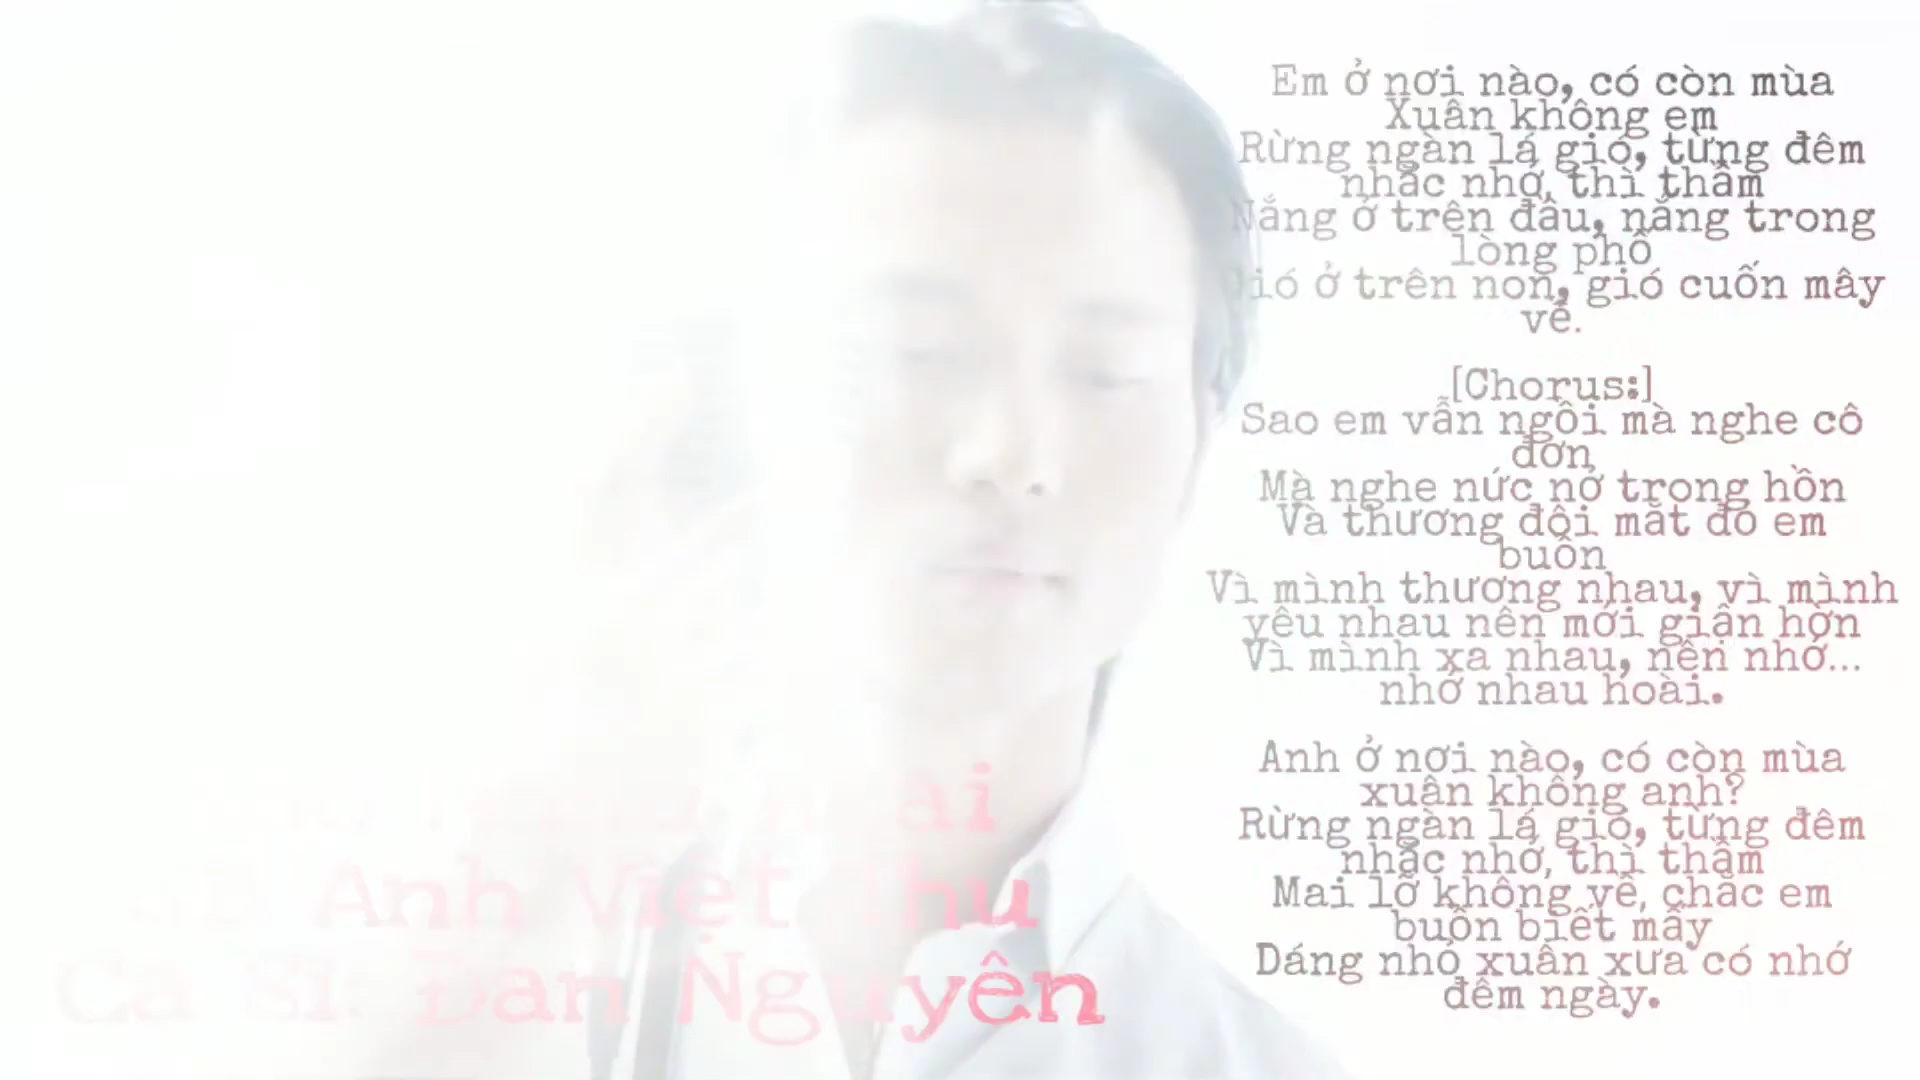 Em ở nơi nào, có còn mùa
Xuân không em
Rừng ngàn lá gió, từng đêm
nhắc nhớ, thì thầm
Nắng ở trên đầu, nắng trong
lòng phố
Gió ở trên non, gió cuốn mây
về.
[Chorus:]
Sao em vẫn ngồi mà nghe cô
đơn
Mà nghe nức nở trong hồn
Và thương đôi mắt đỏ em
buồn
Vì mình thương nhau, vì mình
yêu nhau nên mới giận hờn
Vì mình xa nhau, nên nhớ...
nhớ nhau hoài.
Anh ở nơi nào, có còn mùa
xuân không anh?
Rừng ngàn lá gió, từng đêm
nhắc nhớ, thì thầm
Mai lỡ không về, chắc em
buồn biết mấy
Dáng nhỏ xuân xưa có nhớ
đêm ngày.
Anh Việt Thu
Ca Sĩ: Đan Nguyên